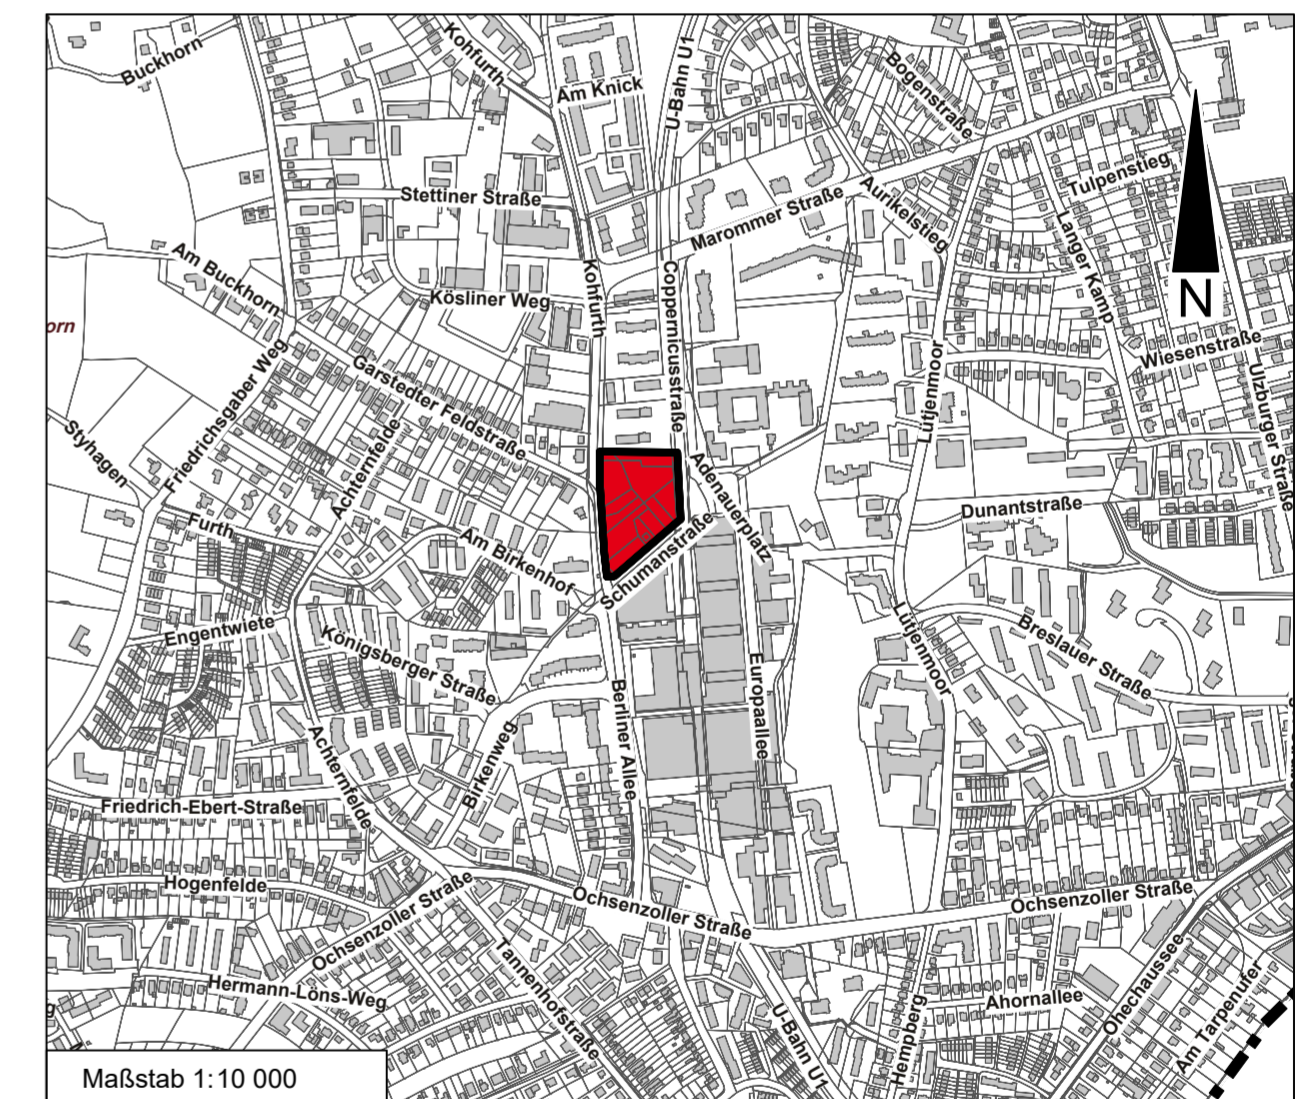 Buckhorn
Kohfurth
Am Knick
U-Bahn U1
Bogenstraße
Stettiner Straße
Marommer Straße
Aurikelstieg
Tulpenstieg
Langer Kamp
N
Am Buckhorn
Kösliner Weg
Kohfurth
Coppernicusstraße
orn
Wiesenstraße
Ulzburger Straße
Friedrichsgaber Weg
Garstedter Feldstraße
Lütjenmoor
Styhagen
Achternfelde
Adenauerplatz
Furth
Am Birkenhof
Schumanstraße
Dunantstraße
Engentwiete
Königsberger Straße
Lütjenmoor
Breslauer Straße
Berliner Allee
Europaallee
Achternfelde
Birkenweg
Friedrich-Ebert-Straße
Hogenfelde
Ochsenzoller Straße
Ochsenzoller Straße
Ochsenzoller Straße
Hermann-Löns-Weg
Tannenhofstraße
U-Bahn U1
Hempberg
Ahornallee
Ohechaussee
Am Tarpenufer
g
Maßstab 1:10 000